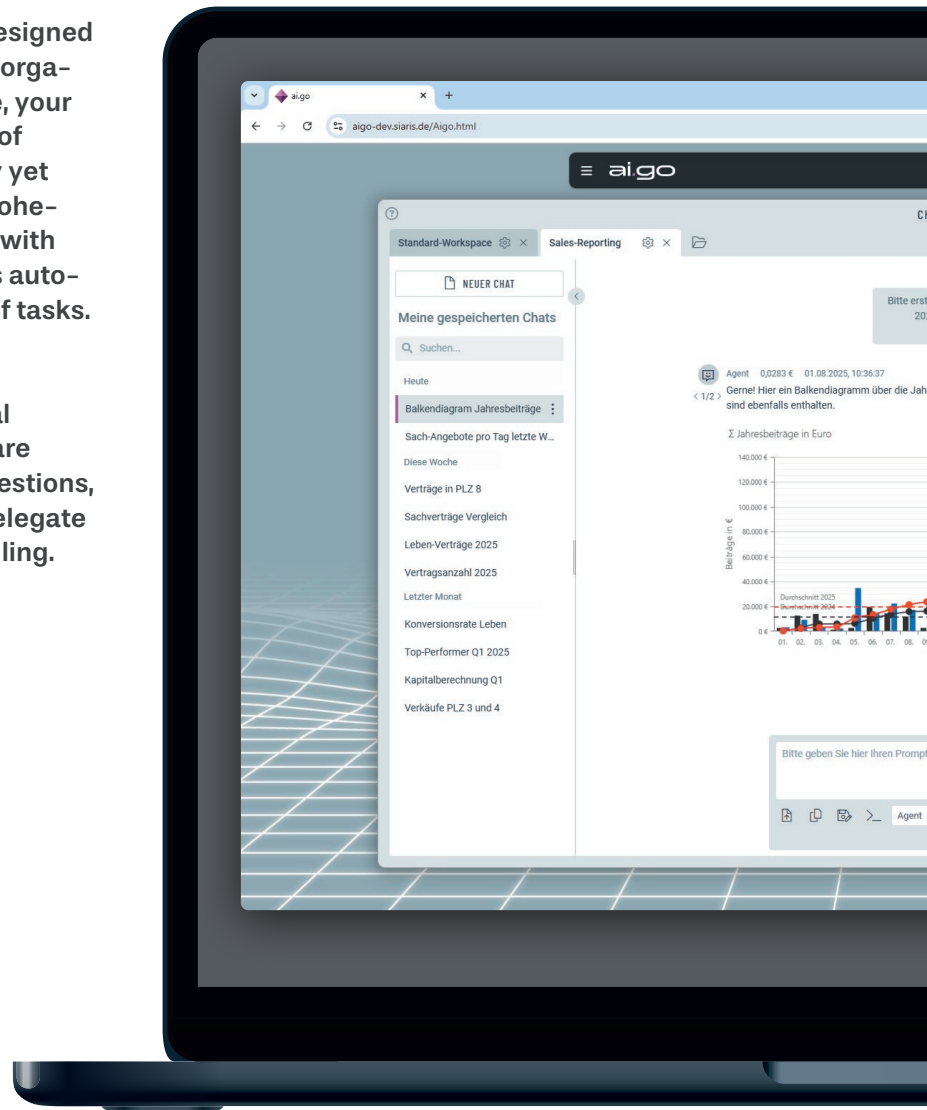 esigned
orga-
e, your
of
y yet
ohe-
with
s auto-
f tasks.
al
are
estions,
elegate
ling.
ai.go
aigo-dev.siaris.de/Aigo.html
ai.go
CH
Standard-Workspace
Sales-Reporting
NEUER CHAT
Meine gespeicherten Chats
Suchen...
Heute
Balkendiagram Jahresbeiträge
Sach-Angebote pro Tag letzte W...
Diese Woche
Verträge in PLZ 8
Sachverträge Vergleich
Leben-Verträge 2025
Vertragsanzahl 2025
Letzter Monat
Konversionsrate Leben
Top-Performer Q1 2025
Kapitalberechnung Q1
Verkäufe PLZ 3 und 4
Bitte erst
202
Agent 0,0283 € 01.08.2025, 10:36:37
< 1/2 >
Gerne! Hier ein Balkendiagramm über die Jah
sind ebenfalls enthalten.
Σ Jahresbeiträge in Euro
Beiträge in €
140.000 €
120.000 €
100.000 €
80.000 €
60.000 €
40.000 €
20.000 €
0 €
Durchschnitt 2025
Durchschnitt 2024
01. 02. 03. 04. 05. 06. 07. 08. 09
Bitte geben Sie hier Ihren Prompt
Agent